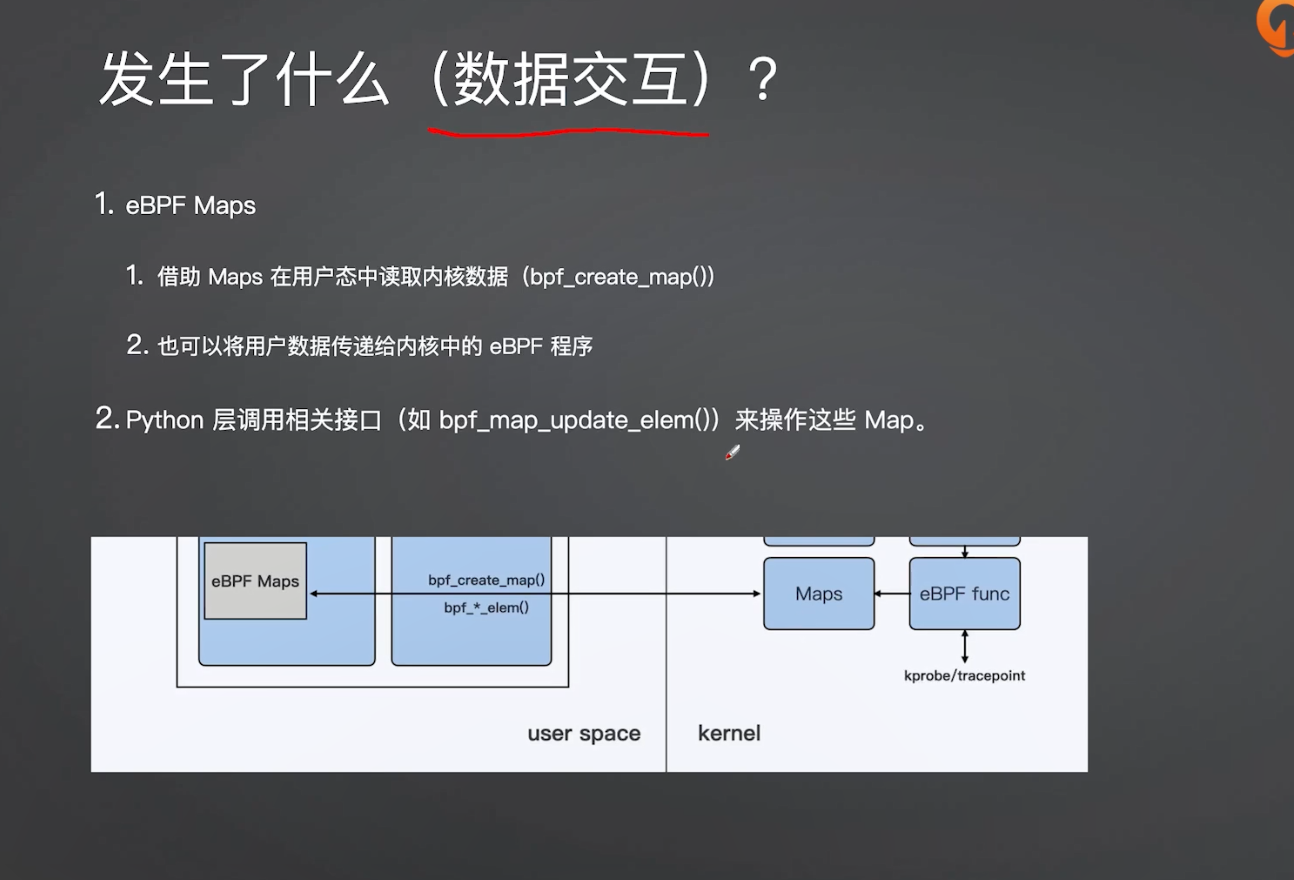 发生了什么（数据交互）？
1. eBPF Maps
1. 借助 Maps 在用户态中读取内核数据（bpf_create_map())
2. 也可以将用户数据传递给内核中的 eBPF 程序
2. Python 层调用相关接口（如 bpf_map_update_elem()）来操作这些 Map。
eBPF Maps
bpf_create_map()
bpf_*_elem()
Maps
eBPF func
kprobe/tracepoint
user space
kernel